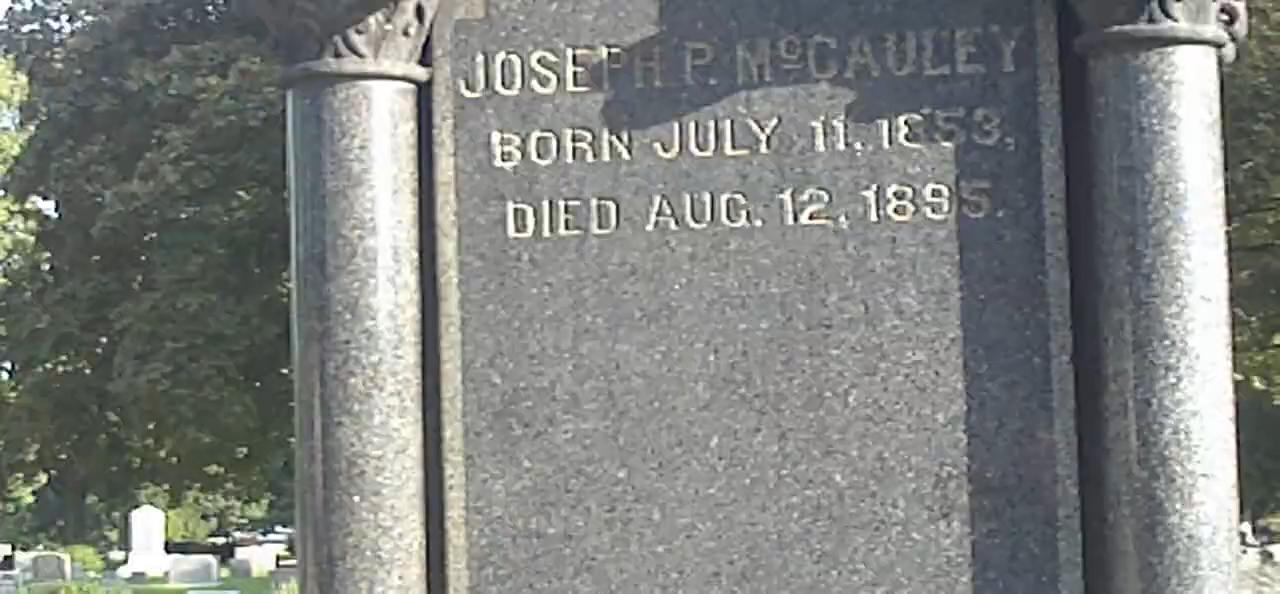 JOSEPH P. McCAULEY
BORN JULY 11, 1853.
DIED AUG. 12, 1895.